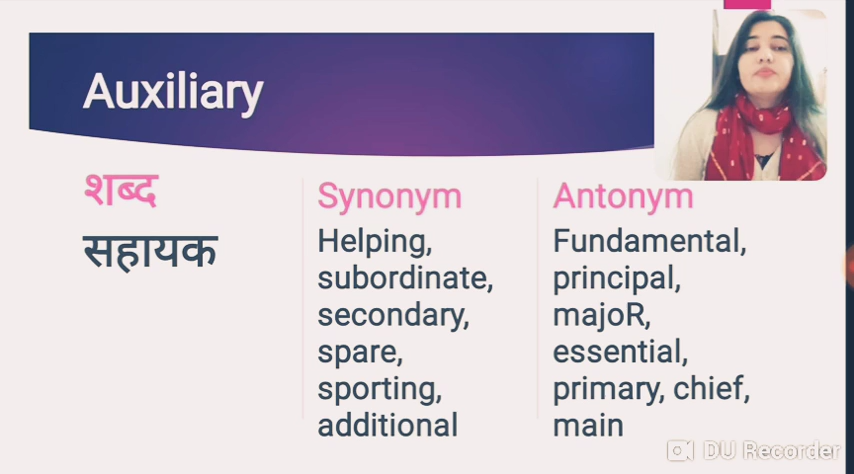 Auxiliary
शब्द
सहायक
Synonym
Helping,
subordinate,
secondary,
spare,
sporting,
additional
Antonym
Fundamental,
principal,
majoR,
essential,
primary, chief,
main
DU Recorder